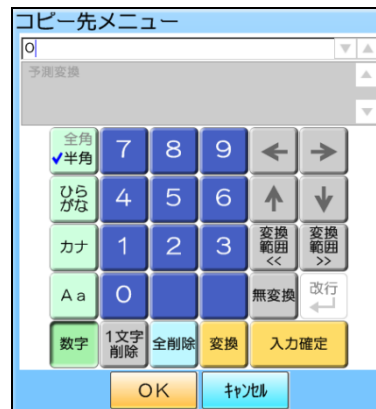 コピー先メニュー
0
予測変換
全角
✓半角
7 8 9 ← →
ひら
がな
4 5 6 ↑ ↓
カナ 1 2 3
変換
範囲
<<
変換
範囲
>>
Aa 0 無変換 改行
数字
1文字
削除
全削除 変換 入力確定
OK ｷｬﾝｾﾙ